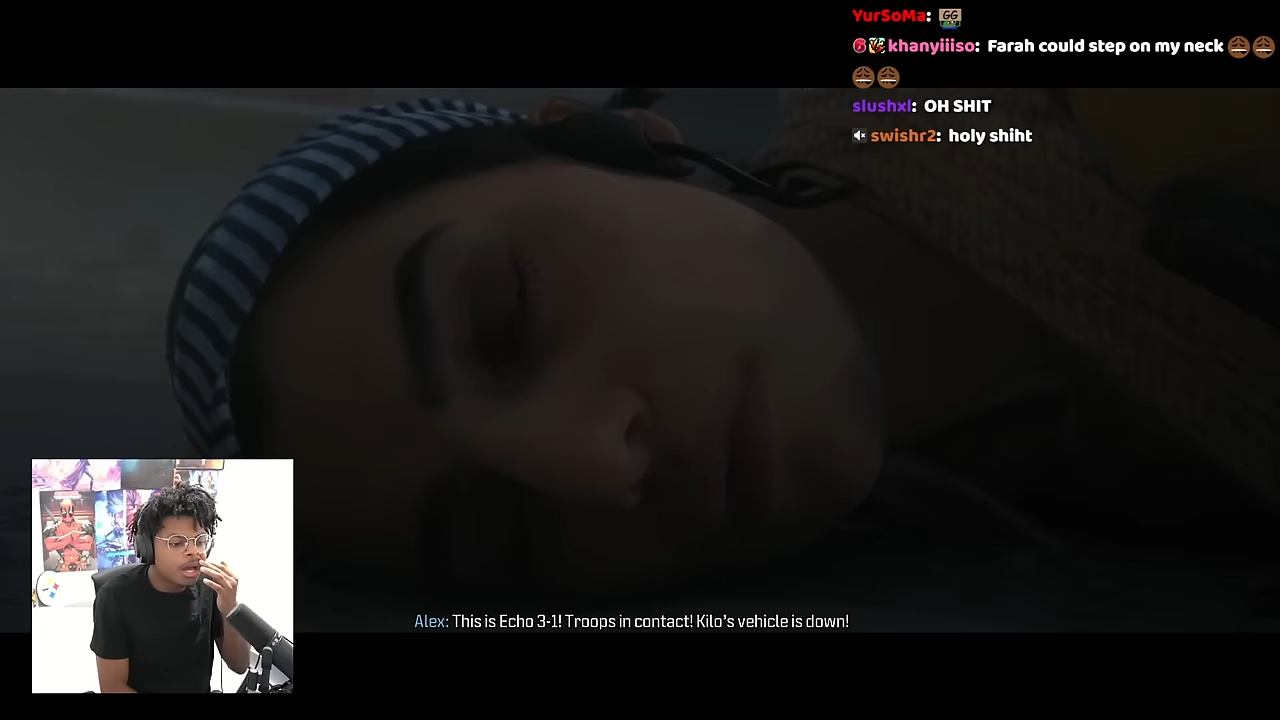 YurSoMa:
GG
khanyiiiso: Farah could step on my neck
slushxl: OH SHIT
swishr2: holy shiht
Alex: This is Echo 3-1! Troops in contact! Kilo's vehicle is down!